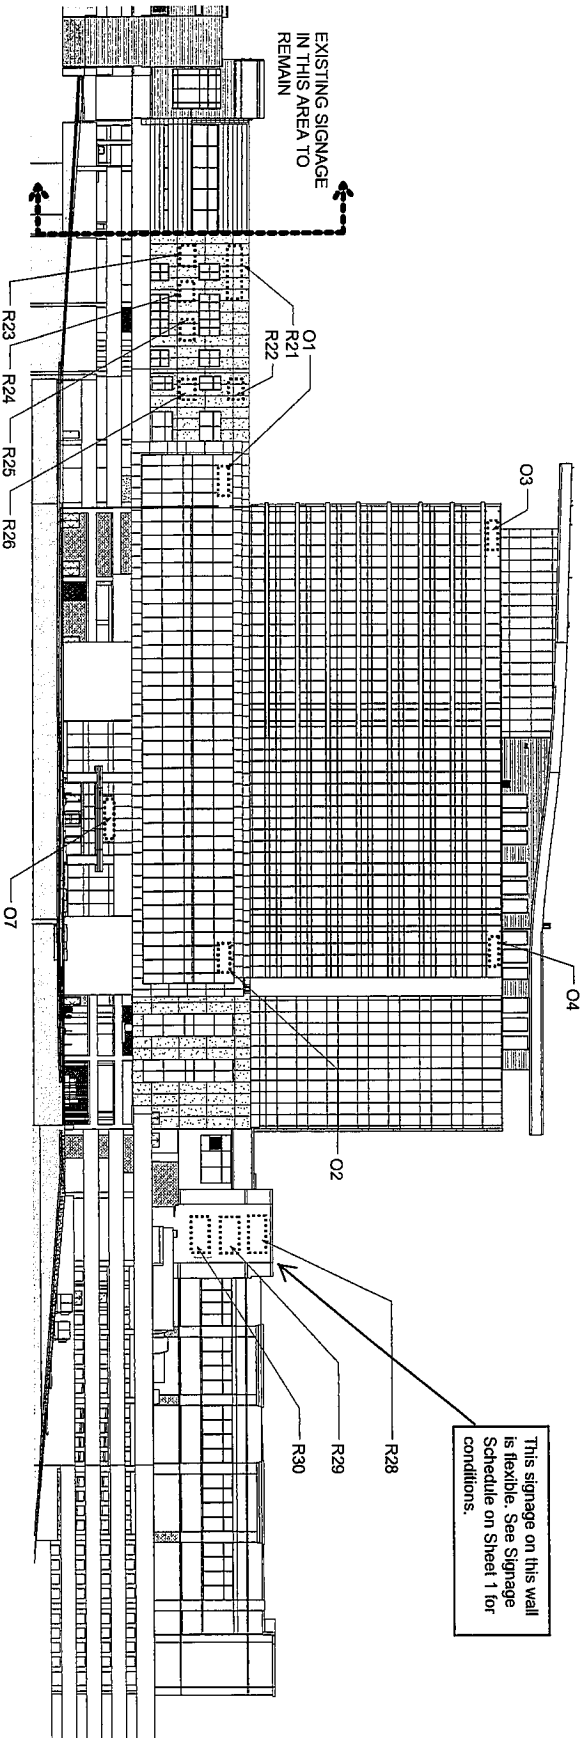 EXISTING SIGNAGE
IN THIS AREA TO
REMAIN
R23
R24
R25
R26
O1
R21
R22
O3
O7
O4
O2
R28
R29
R30
This signage on this wall
is flexible. See Signage
Schedule on Sheet 1 for
conditions.